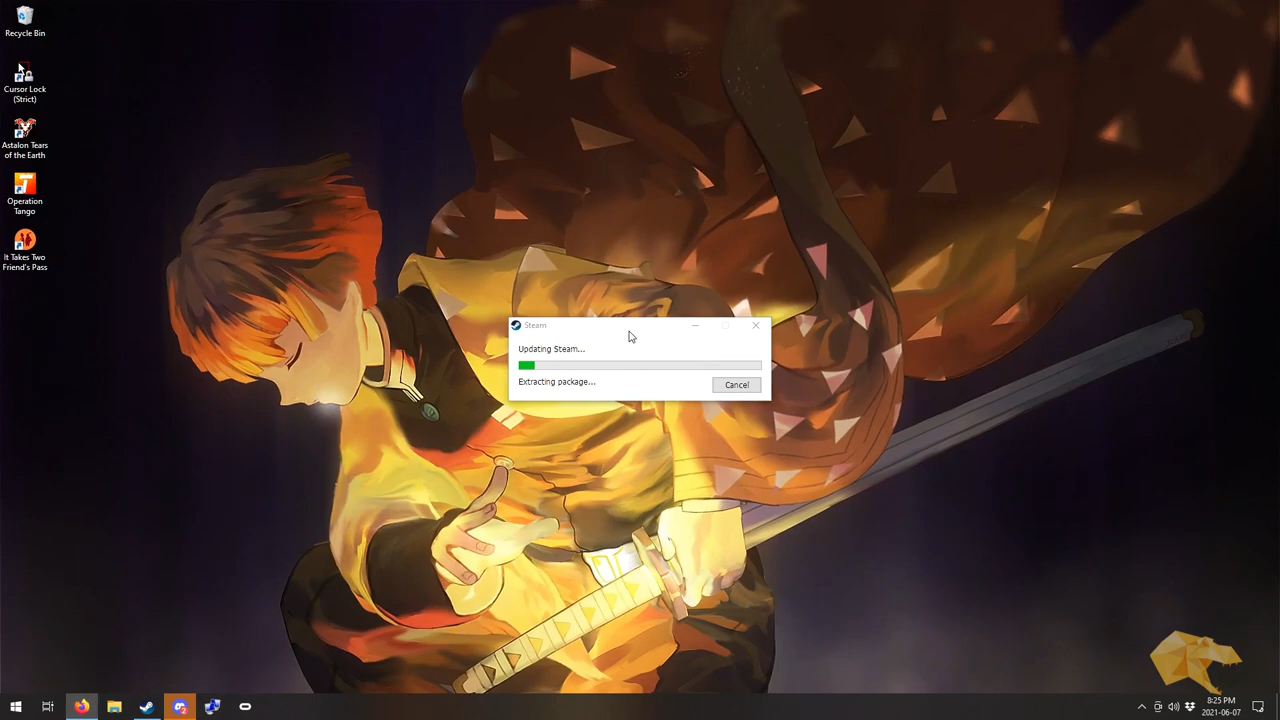 Recycle Bin
Cursor Lock
(Strict)
Astalon Tears
of the Earth
Operation
Tango
It Takes Two
Friend's Pass
Steam
Updating Steam...
Extracting package...
Cancel
8:25 PM
2021-06-07